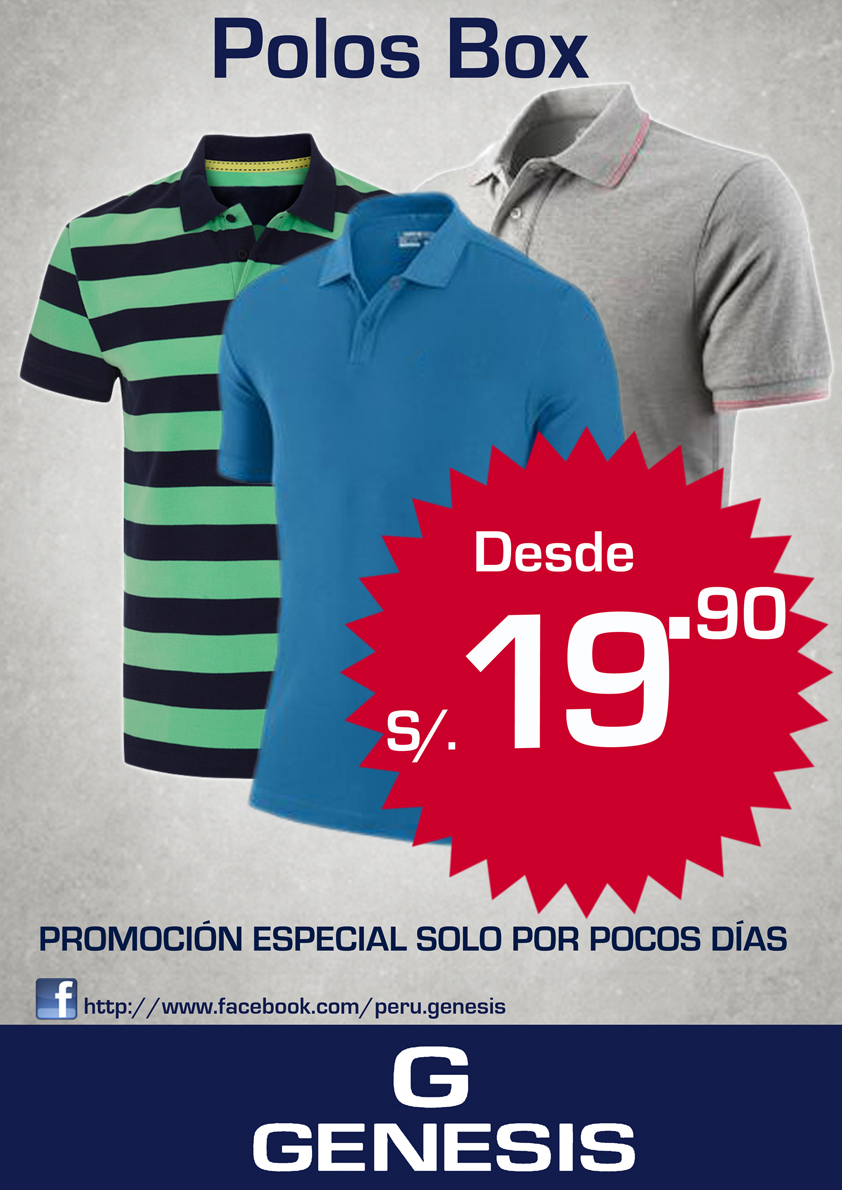 Polos Box
Desde
S/. 19.90
PROMOCIÓN ESPECIAL SOLO POR POCOS DÍAS
f http://www.facebook.com/peru.genesis
G
GENESIS